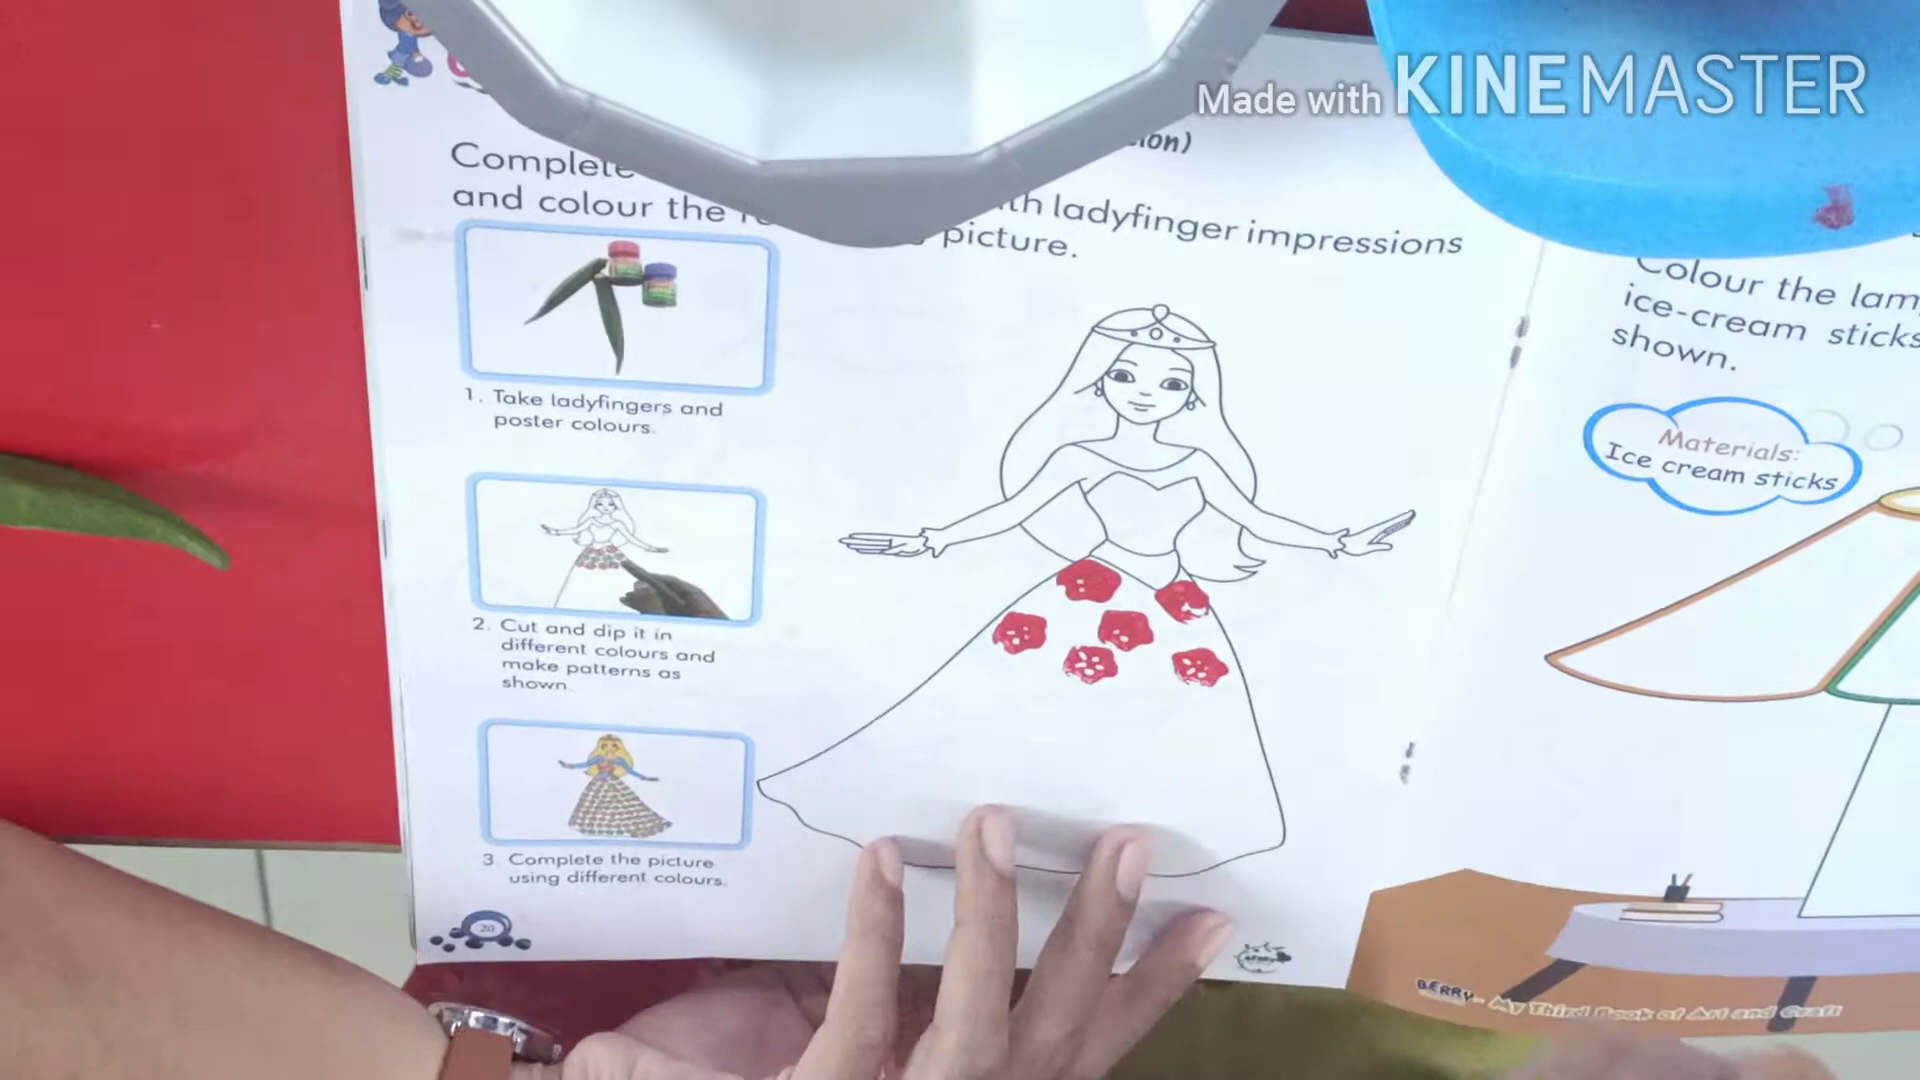 Made with KINEMASTER
Complete
and colour the
ladyfinger impressions
picture.
1. Take ladyfingers and
poster colours.
2. Cut and dip it in
different colours and
make patterns as
shown.
3. Complete the picture
using different colours.
20
Colour the
ice-cream sticks
shown.
Materials:
Ice cream sticks
BERRY - My Third Book of Art and Craft